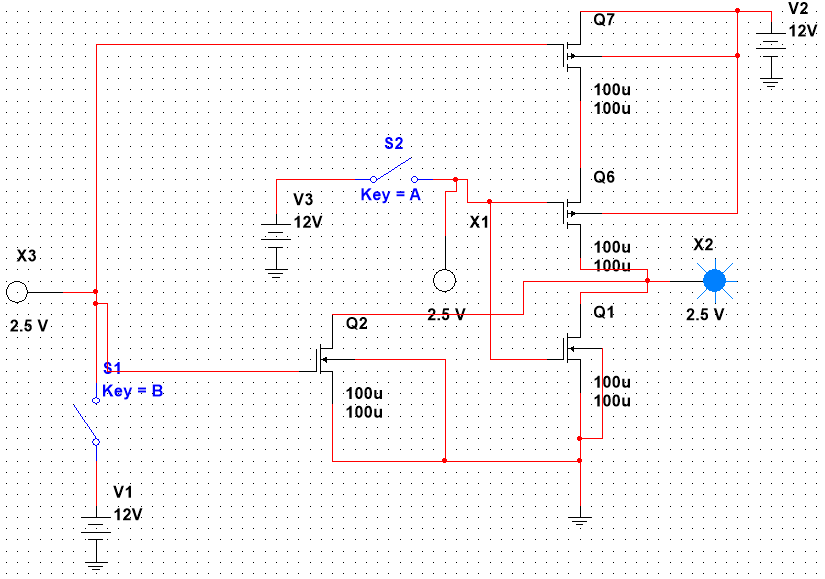 Q7
V2
12V
100u
100u
S2
Key = A
Q6
V3
12V
X1
100u
100u
X2
X3
2.5 V
2.5 V
2.5 V
Q2
Q1
S1
Key = B
100u
100u
100u
100u
V1
12V